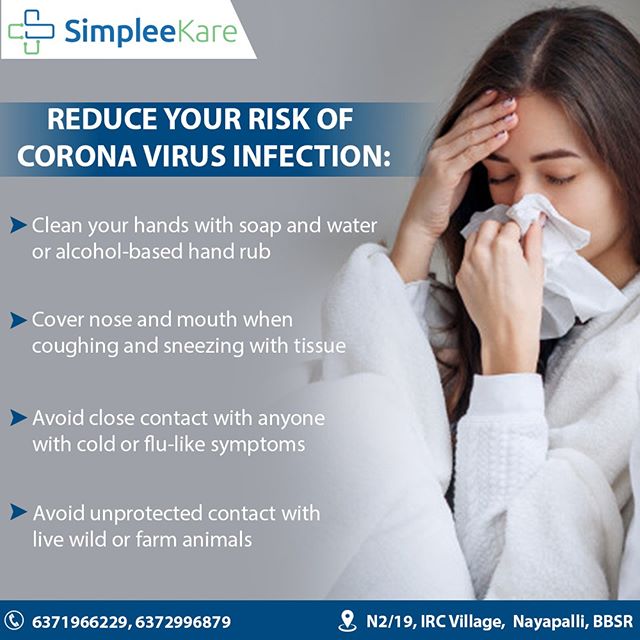 SimpleeKare
REDUCE YOUR RISK OF
CORONA VIRUS INFECTION:
Clean your hands with soap and water
or alcohol-based hand rub
Cover nose and mouth when
coughing and sneezing with tissue
Avoid close contact with anyone
with cold or flu-like symptoms
Avoid unprotected contact with
live wild or farm animals
6371966229, 6372996879
N2/19, IRC Village, Nayapalli, BBSR